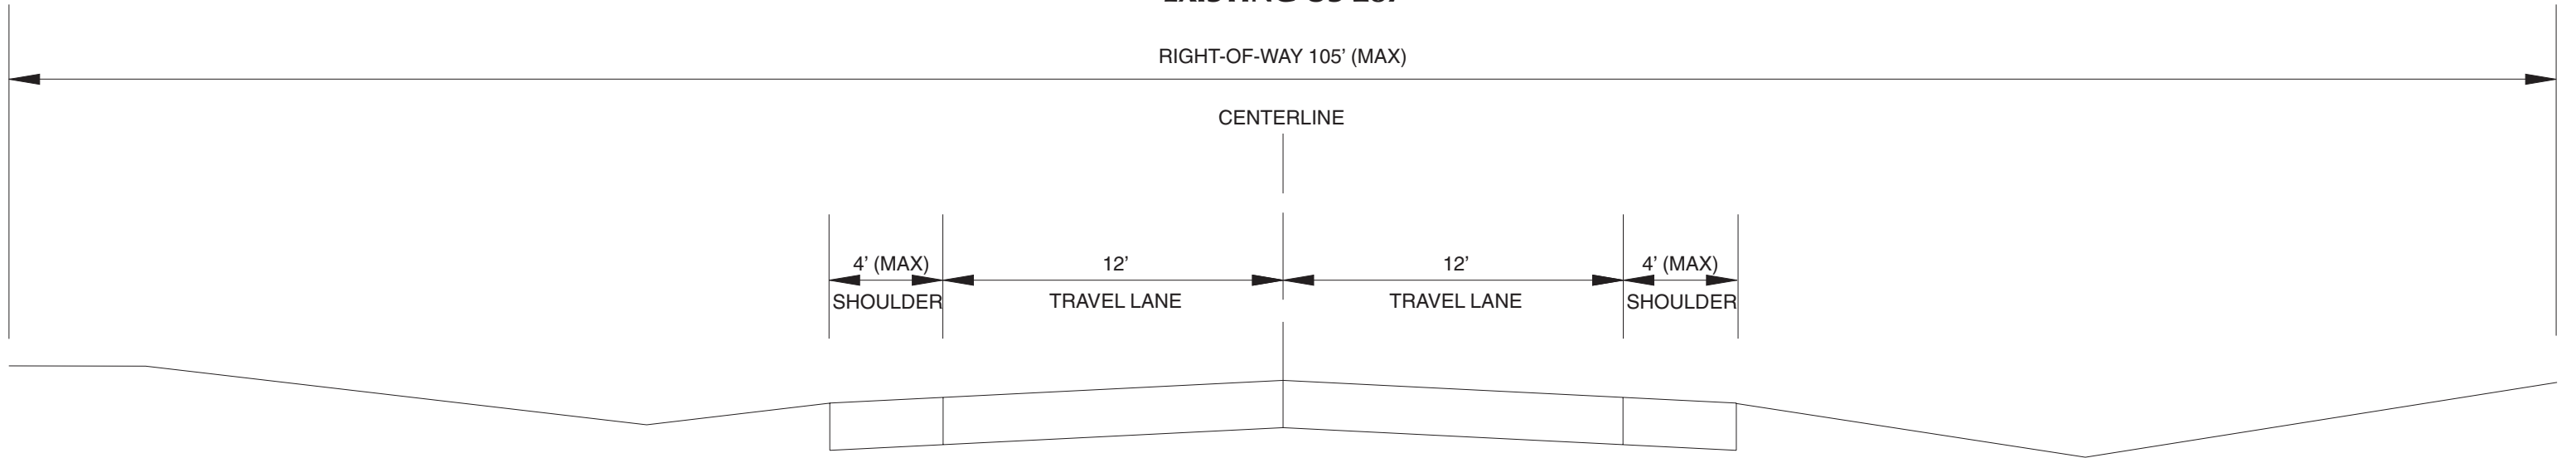 RIGHT-OF-WAY 105’ (MAX)
CENTERLINE
4’ (MAX) 12’ 12’ 4’ (MAX)
SHOULDER TRAVEL LANE TRAVEL LANE SHOULDER